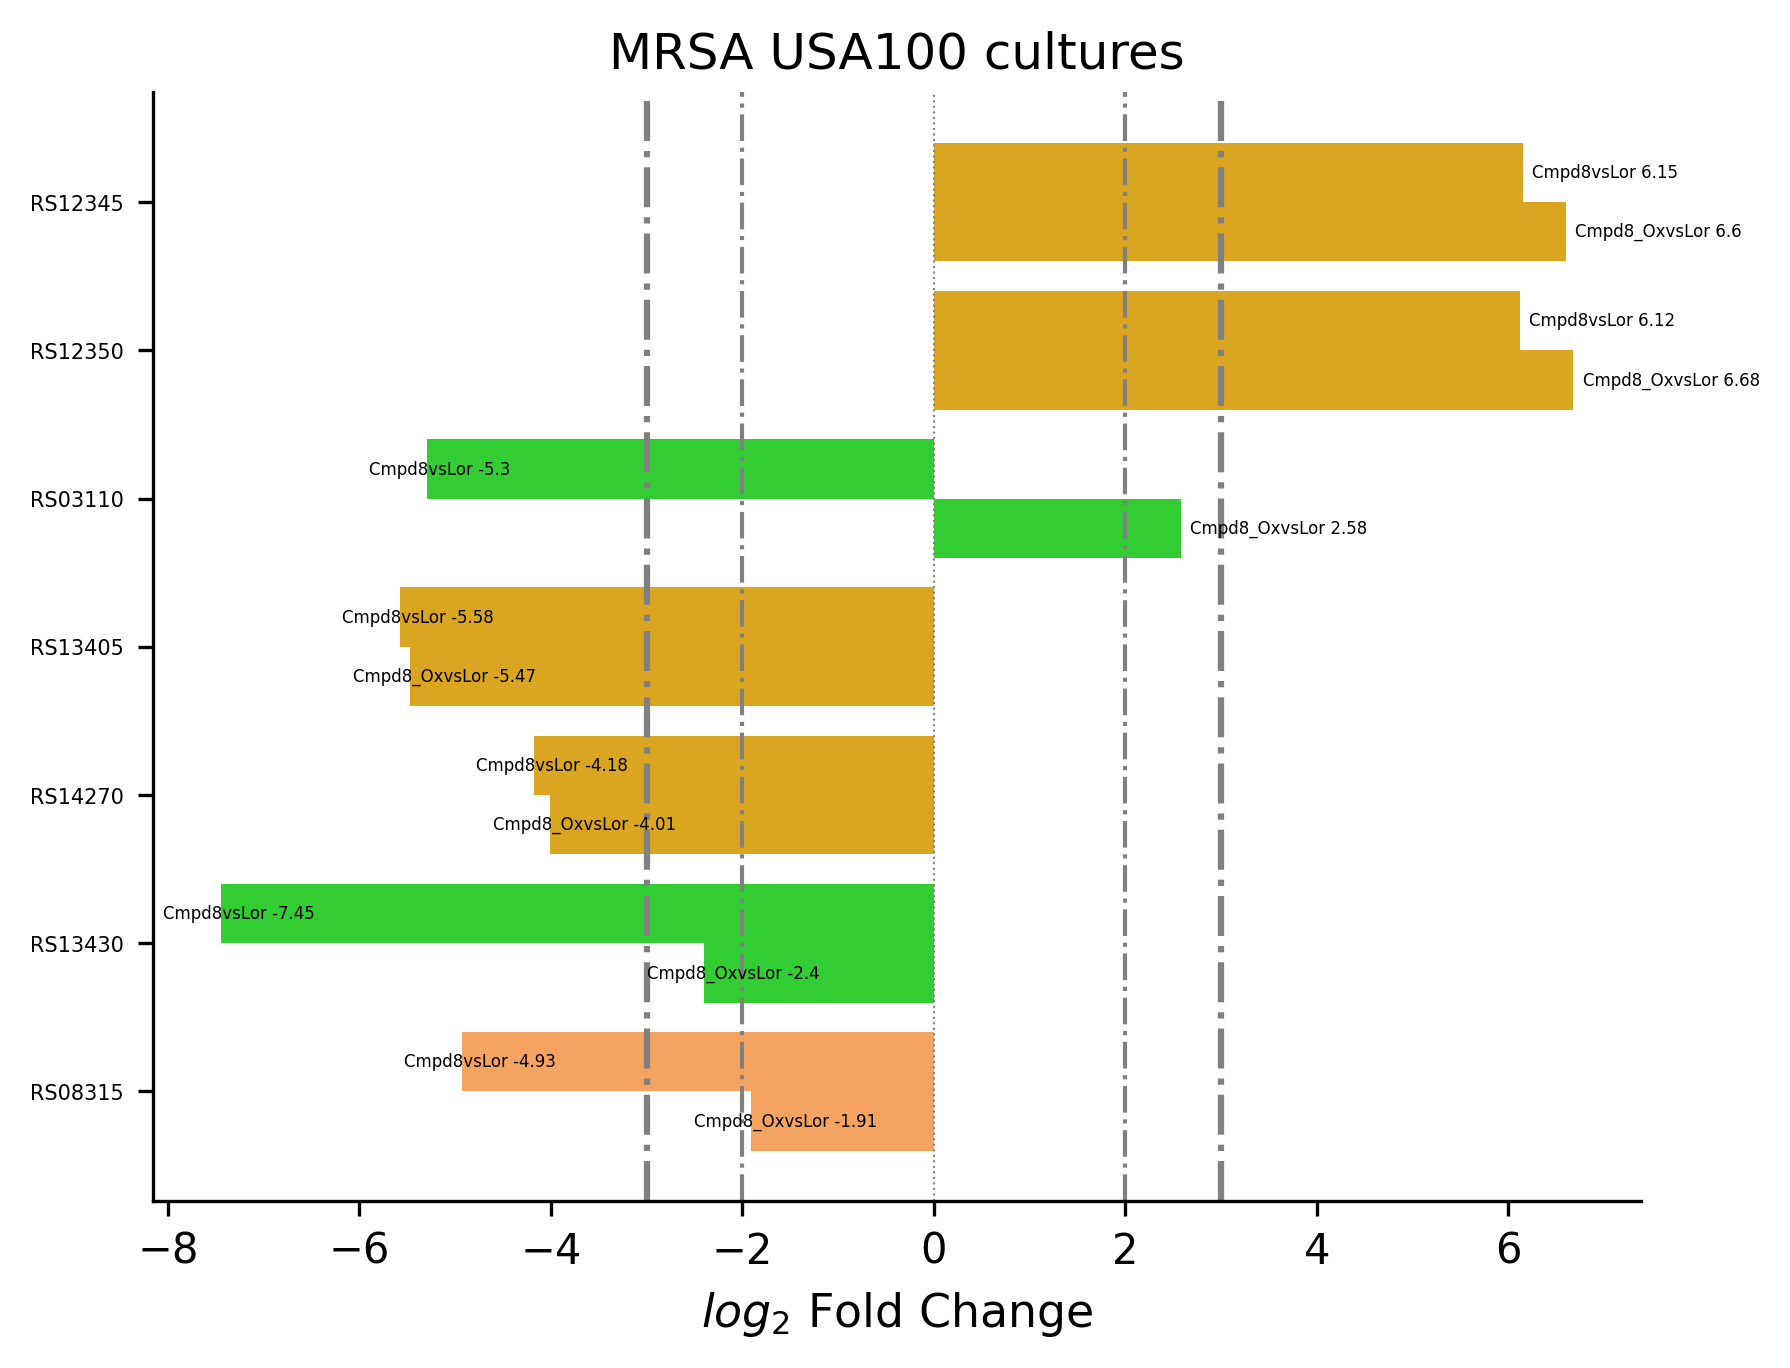 MRSA USA100 cultures
RS12345
Cmpd8vsLor 6.15
Cmpd8_OxvsLor 6.6
RS12350
Cmpd8vsLor 6.12
Cmpd8_OxvsLor 6.68
RS03110
Cmpd8vsLor -5.3
Cmpd8_OxvsLor 2.58
RS13405
Cmpd8vsLor -5.58
Cmpd8_OxvsLor -5.47
RS14270
Cmpd8vsLor -4.18
Cmpd8_OxvsLor -4.01
RS13430
Cmpd8vsLor -7.45
Cmpd8_OxvsLor -2.4
RS08315
Cmpd8vsLor -4.93
Cmpd8_OxvsLor -1.91
−8 −6 −4 −2 0 2 4 6
log₂ Fold Change